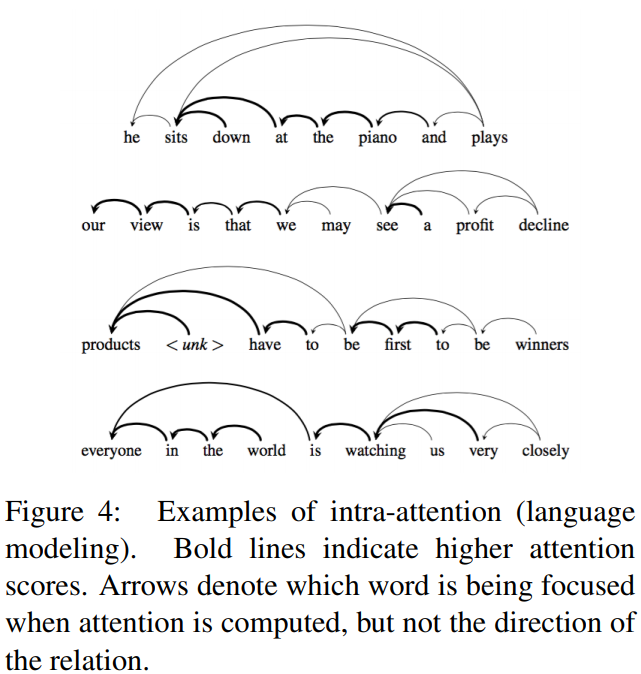 he sits down at the piano and plays
our view is that we may see a profit decline
products < unk > have to be first to be winners
everyone in the world is watching us very closely
Figure 4: Examples of intra-attention (language
modeling). Bold lines indicate higher attention
scores. Arrows denote which word is being focused
when attention is computed, but not the direction of
the relation.